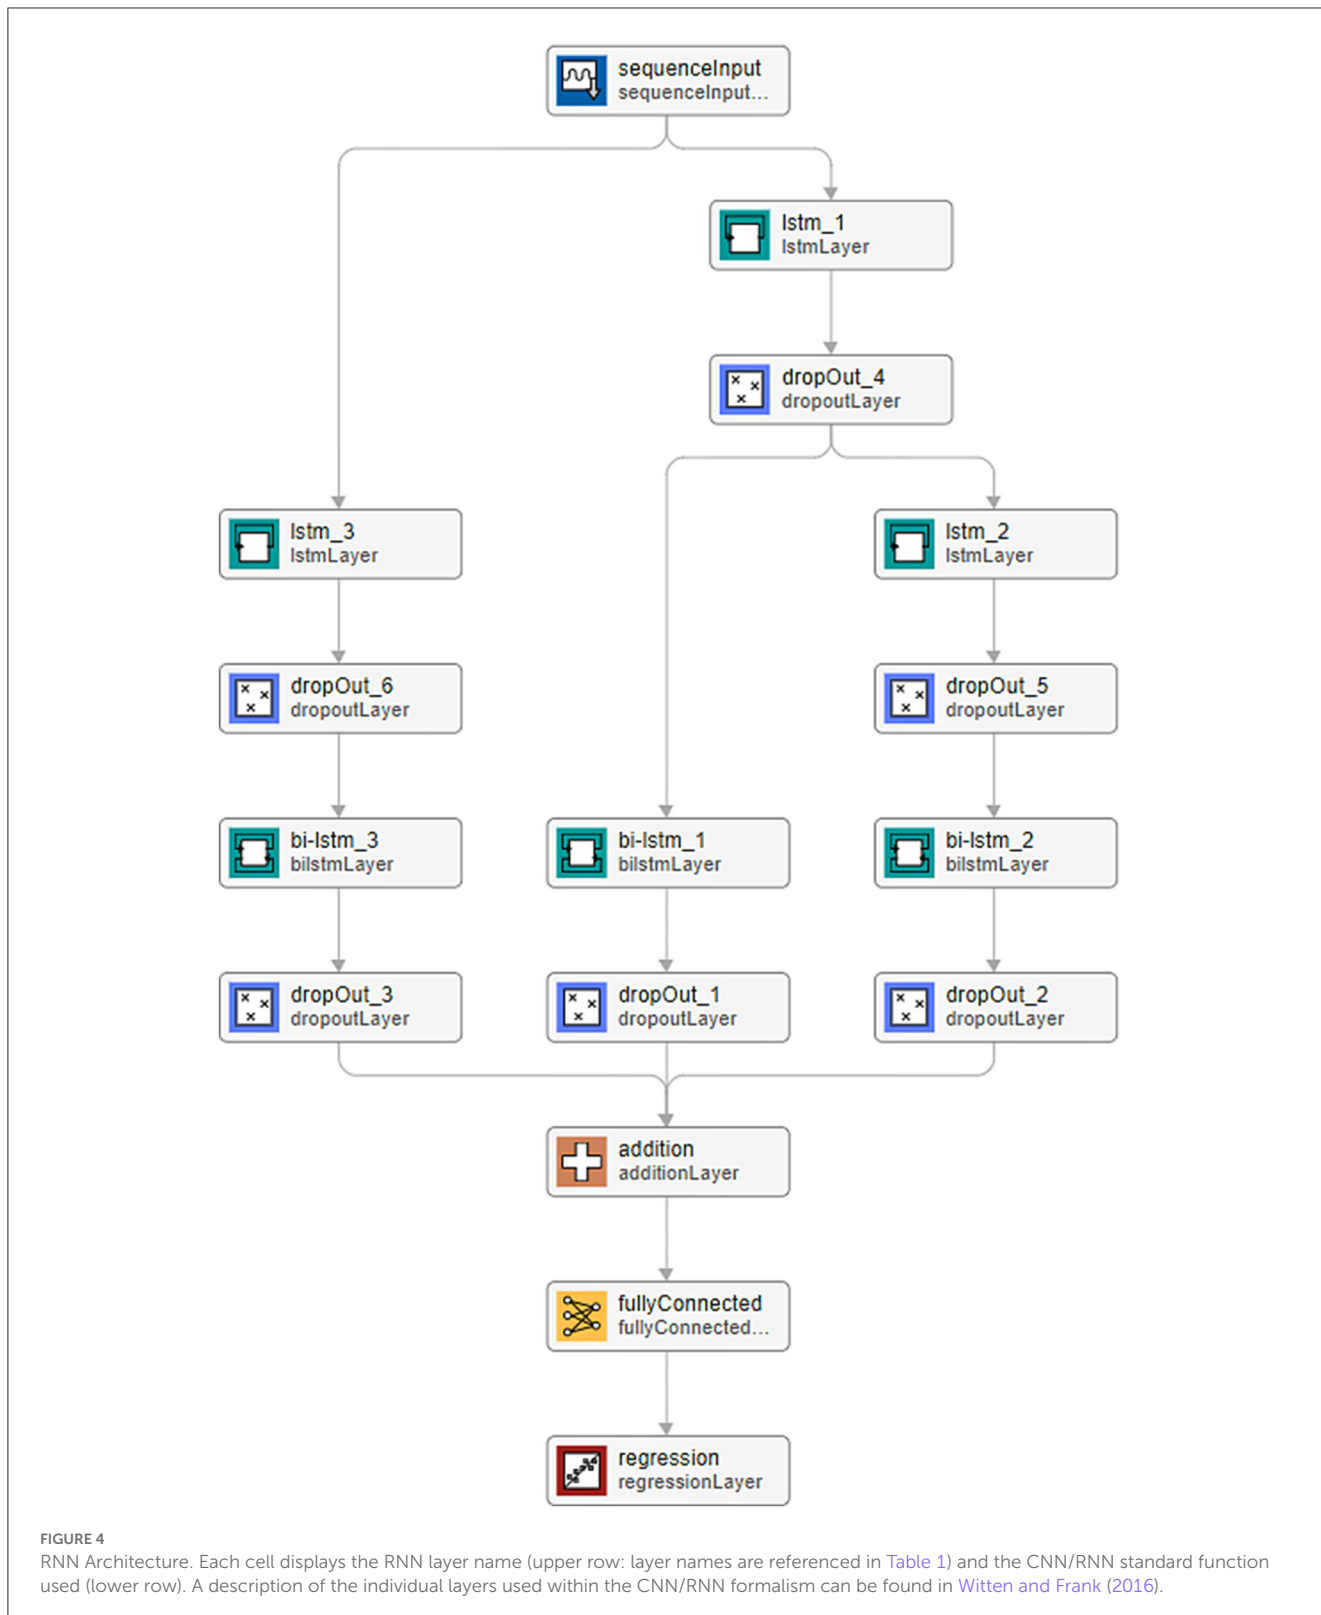 sequenceInput
sequenceInput...
lstm_1
lstmLayer
dropOut_4
dropoutLayer
lstm_3
lstmLayer
lstm_2
lstmLayer
dropOut_6
dropoutLayer
dropOut_5
dropoutLayer
bi-lstm_3
bilstmLayer
bi-lstm_1
bilstmLayer
bi-lstm_2
bilstmLayer
dropOut_3
dropoutLayer
dropOut_1
dropoutLayer
dropOut_2
dropoutLayer
addition
additionLayer
fullyConnected
fullyConnected...
regression
regressionLayer
FIGURE 4
RNN Architecture. Each cell displays the RNN layer name (upper row: layer names are referenced in Table 1) and the CNN/RNN standard function
used (lower row). A description of the individual layers used within the CNN/RNN formalism can be found in Witten and Frank (2016).